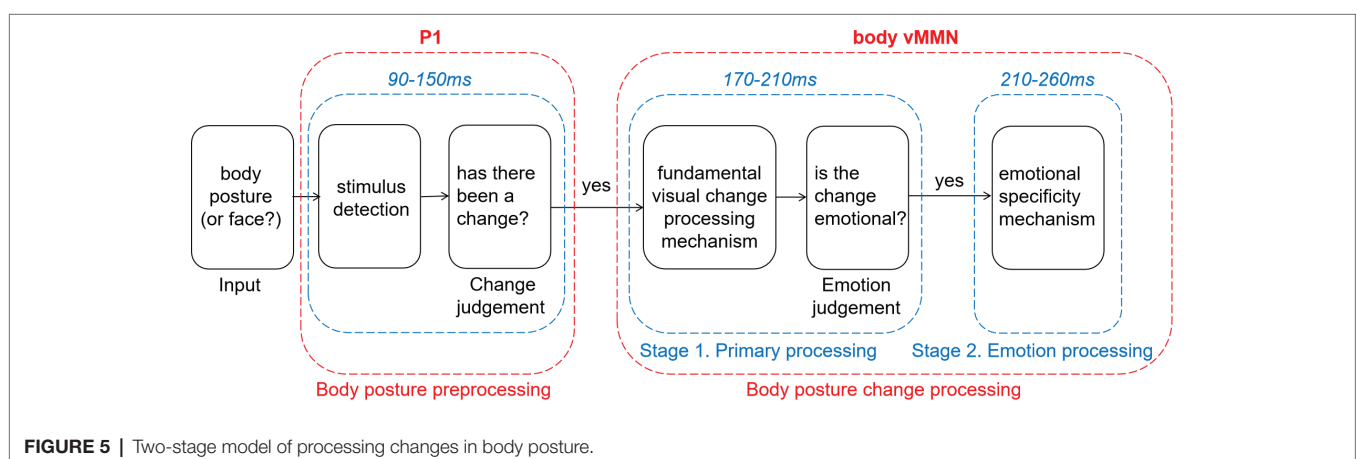 P1
body vMMN
90-150ms
170-210ms
210-260ms
body
posture
(or face?)
Input
stimulus
detection
has there
been a
change?
Change
judgement
yes
fundamental
visual change
processing
mechanism
is the
change
emotional?
Emotion
judgement
yes
emotional
specificity
mechanism
Stage 1. Primary processing
Stage 2. Emotion processing
Body posture preprocessing
Body posture change processing
FIGURE 5 | Two-stage model of processing changes in body posture.